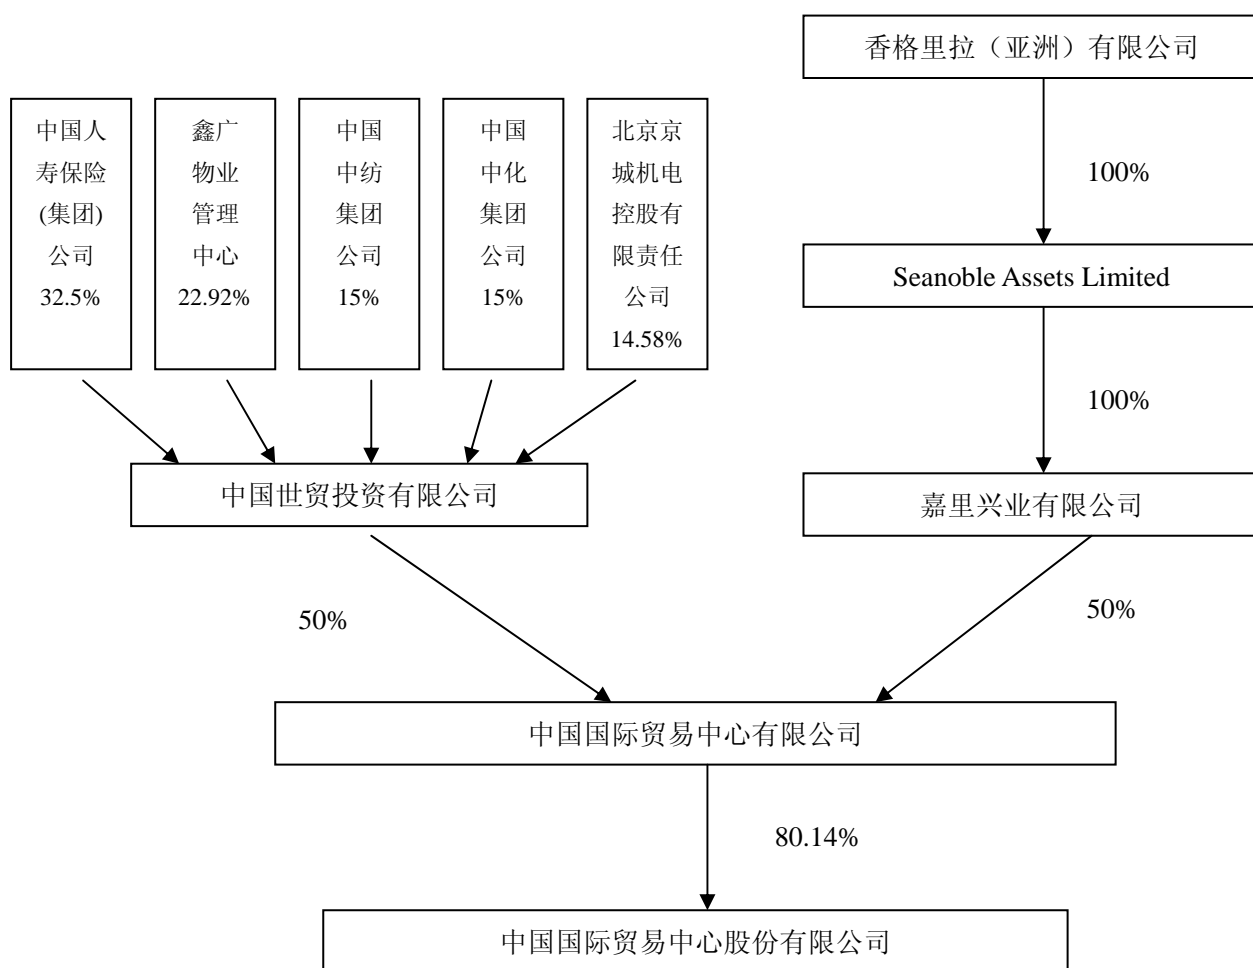 香格里拉（亚洲）有限公司
中国人
寿保险
(集团)
公司
32.5%
鑫广
物业
管理
中心
22.92%
中国
中纺
集团
公司
15%
中国
中化
集团
公司
15%
北京京
城机电
控股有
限责任
公司
14.58%
100%
Seanoble Assets Limited
100%
中国世贸投资有限公司
嘉里兴业有限公司
50%
50%
中国国际贸易中心有限公司
80.14%
中国国际贸易中心股份有限公司